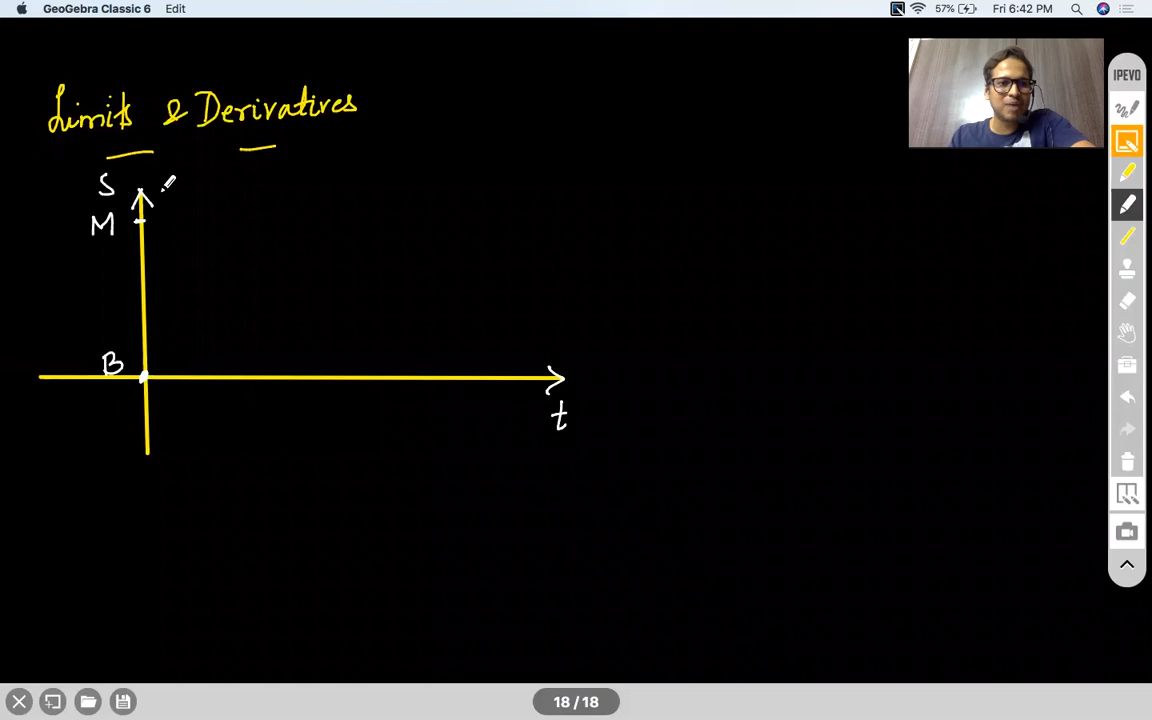 GeoGebra Classic 6 Edit 57% Fri 6:42 PM
IPEVO
Limits & Derivatives
S
M
B
t
18 / 18